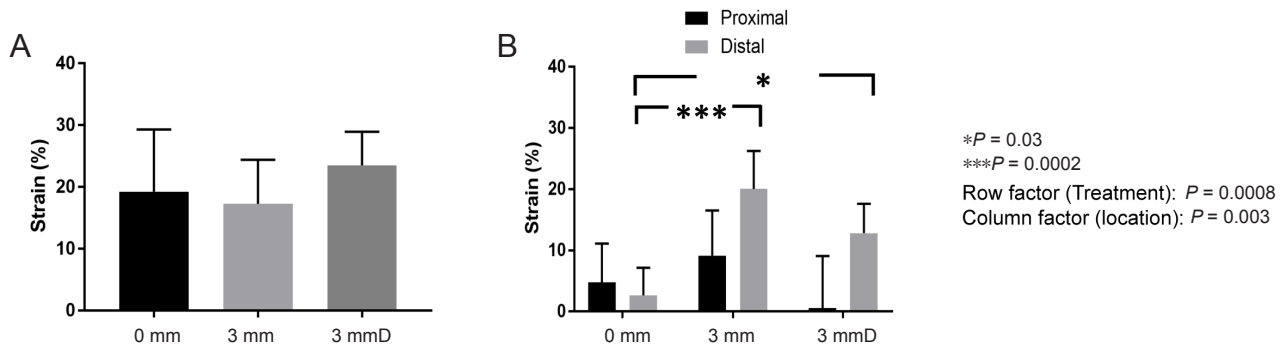 A
Strain (%)
40
30
20
10
0
0 mm
3 mm
3 mmD
B
Proximal
Distal
Strain (%)
40
30
20
10
0
*
***
0 mm
3 mm
3 mmD
*P = 0.03
***P = 0.0002
Row factor (Treatment): P = 0.0008
Column factor (location): P = 0.003